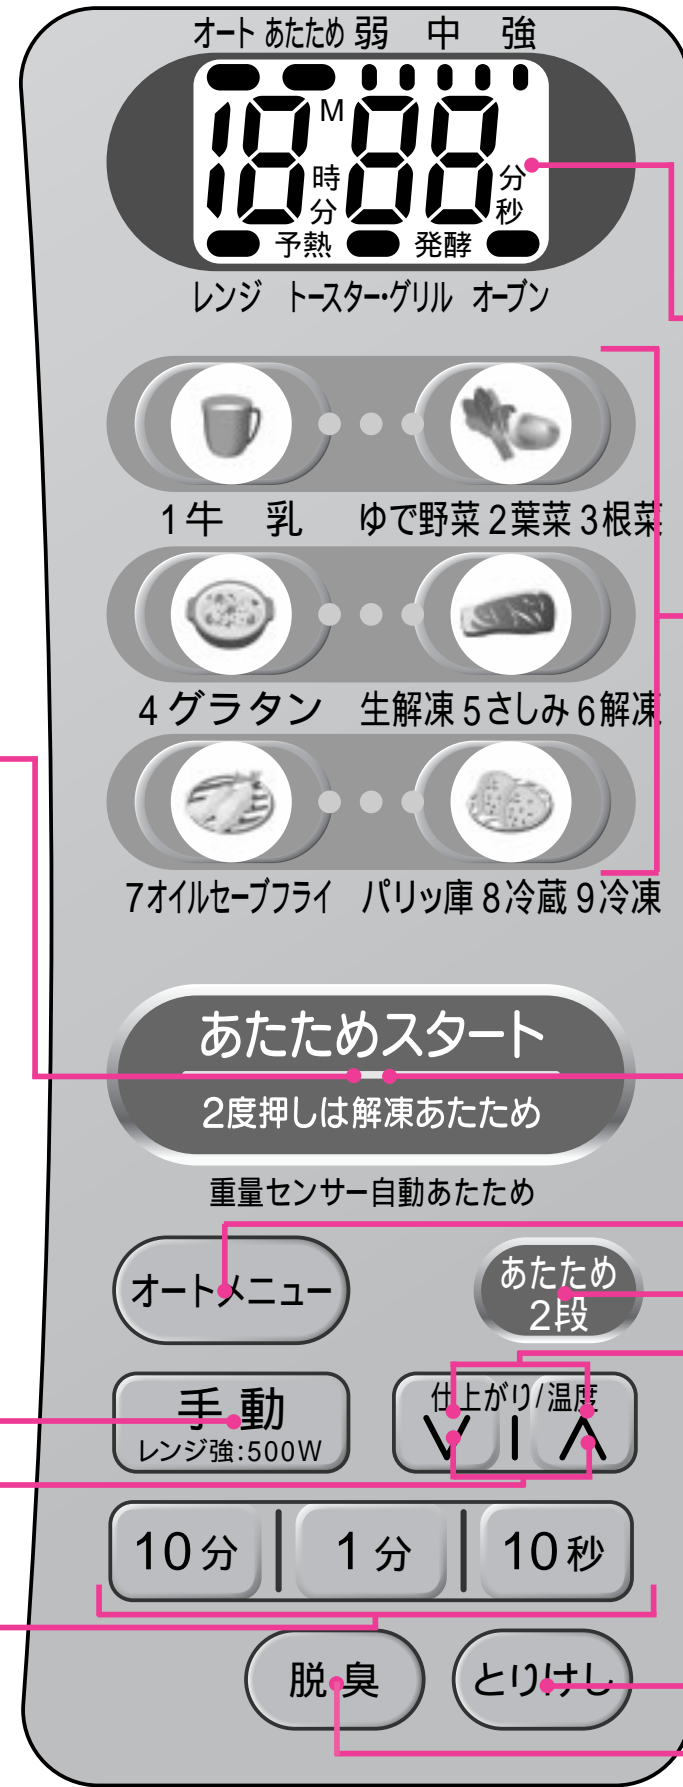 オート あたため 弱 中 強
18 M 88
時 分
分 秒
予熱 発酵
レンジ トースター・グリル オーブン
1牛 乳 ゆで野菜 2葉菜 3根菜
4グラタン 生解凍 5さしみ 6解凍
7オイルセーブフライ パリッ庫 8冷蔵 9冷凍
あたためスタート
2度押しは解凍あたため
重量センサー自動あたため
オートメニュー
あたため
2段
手動
レンジ強:500W
仕上がり/温度
10分 1分 10秒
脱臭 とりけし